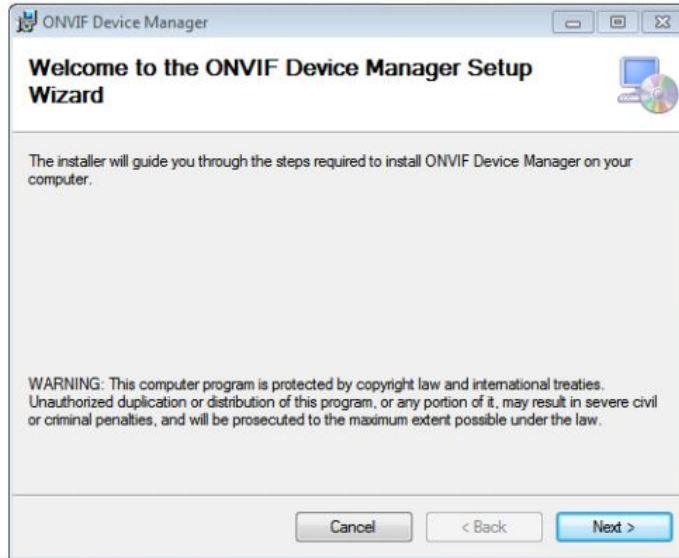 ONVIF Device Manager
Welcome to the ONVIF Device Manager Setup
Wizard
The installer will guide you through the steps required to install ONVIF Device Manager on your
computer.
WARNING: This computer program is protected by copyright law and international treaties.
Unauthorized duplication or distribution of this program, or any portion of it, may result in severe civil
or criminal penalties, and will be prosecuted to the maximum extent possible under the law.
Cancel < Back Next >